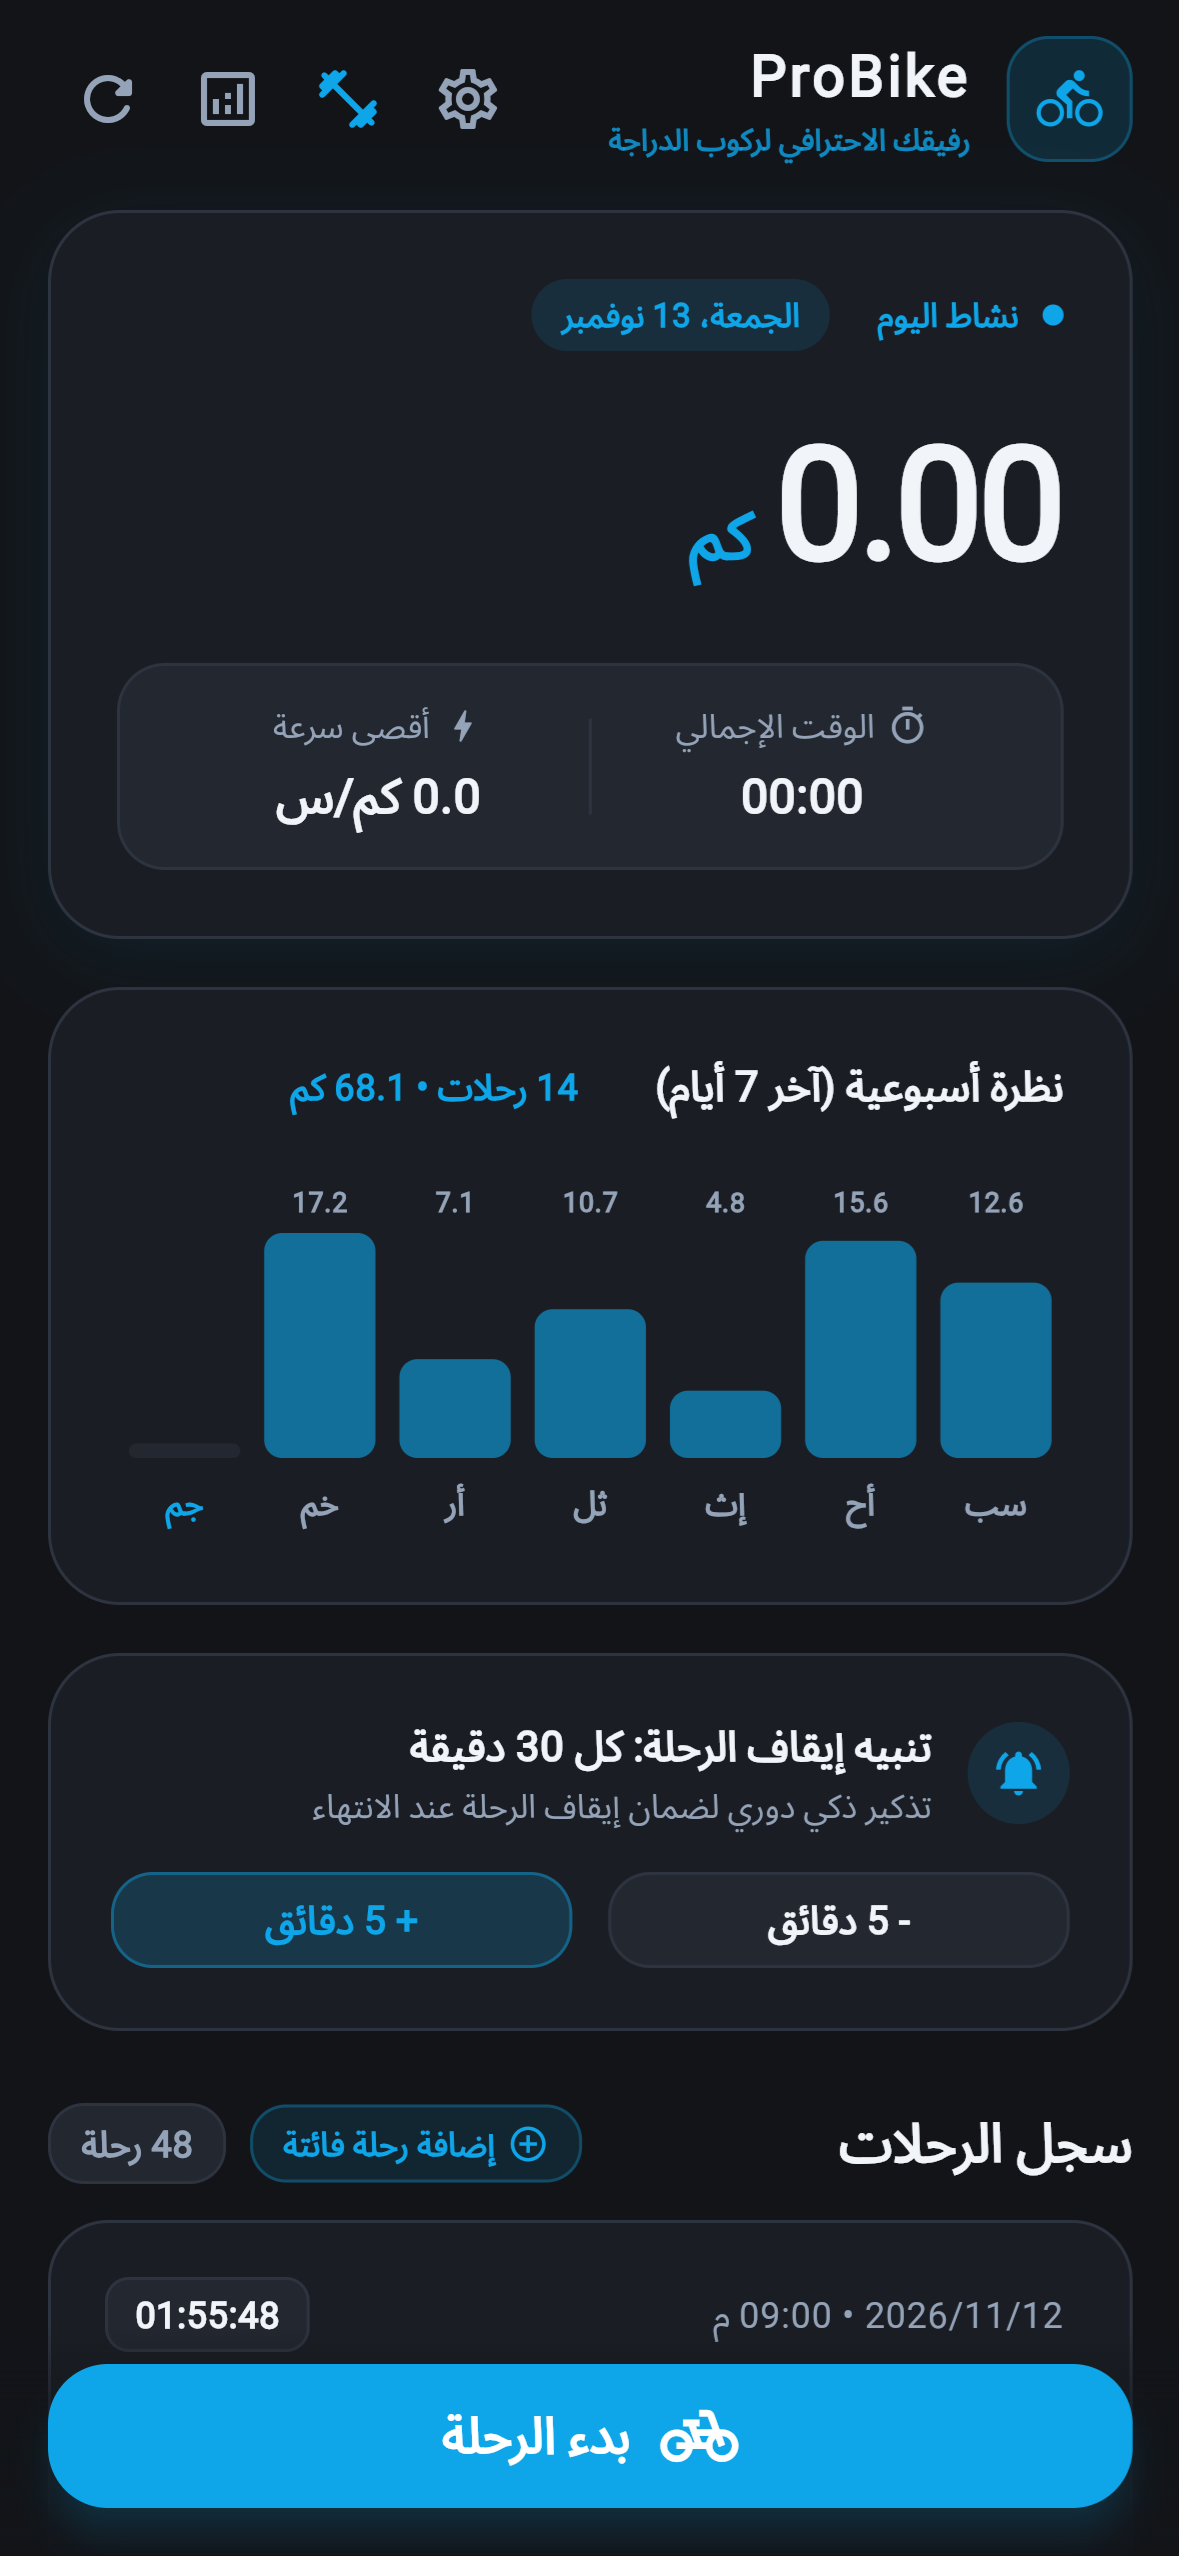 ProBike
رفيقك الاحترافي لركوب الدراجة
نشاط اليوم
الجمعة، 13 نوفمبر
0.00 كم
الوقت الإجمالي
00:00
أقصى سرعة
0.0 كم/س
نظرة أسبوعية (آخر 7 أيام)
14 رحلات • 68.1 كم
12.6 15.6 4.8 10.7 7.1 17.2
سب أح إث ثل أر خم جم
تنبيه إيقاف الرحلة: كل 30 دقيقة
تذكير ذكي دوري لضمان إيقاف الرحلة عند الانتهاء
- 5 دقائق
+ 5 دقائق
سجل الرحلات
إضافة رحلة فائتة
48 رحلة
2026/11/12 • 09:00 م
01:55:48
بدء الرحلة